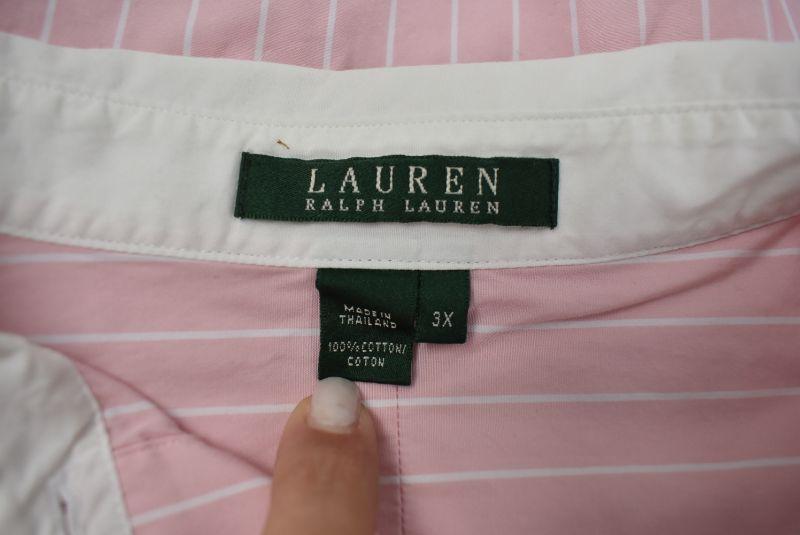 LAUREN
RALPH LAUREN
MADE IN
THAILAND
3X
100% COTTON/
COTON